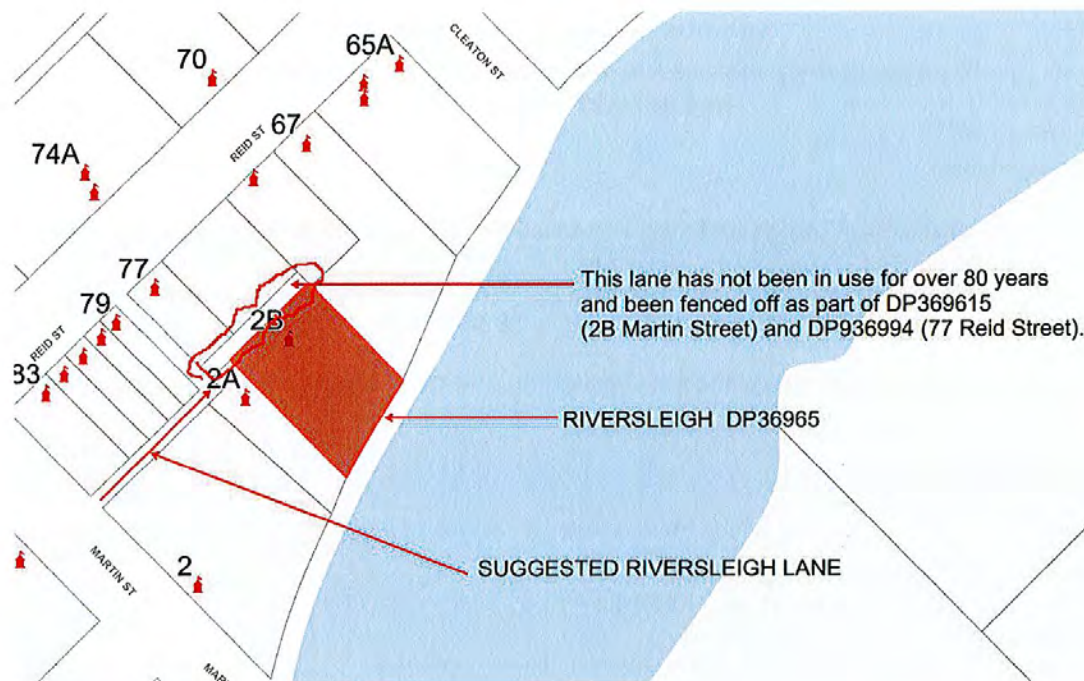 CLEATON ST
65A
70
REID ST
67
74A
77
This lane has not been in use for over 80 years
and been fenced off as part of DP369615
(2B Martin Street) and DP936994 (77 Reid Street).
79
2B
REID ST
83
2A
RIVERSLEIGH DP36965
MARTIN ST
2
SUGGESTED RIVERSLEIGH LANE